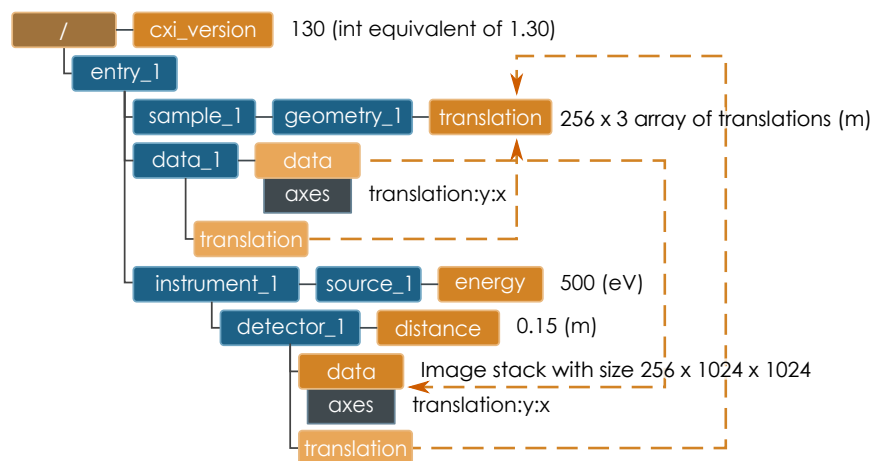 / cxi_version 130 (int equivalent of 1.30)
entry_1
sample_1 geometry_1 translation 256 x 3 array of translations (m)
data_1 data
axes translation:y:x
translation
instrument_1 source_1 energy 500 (eV)
detector_1 distance 0.15 (m)
data Image stack with size 256 x 1024 x 1024
axes translation:y:x
translation